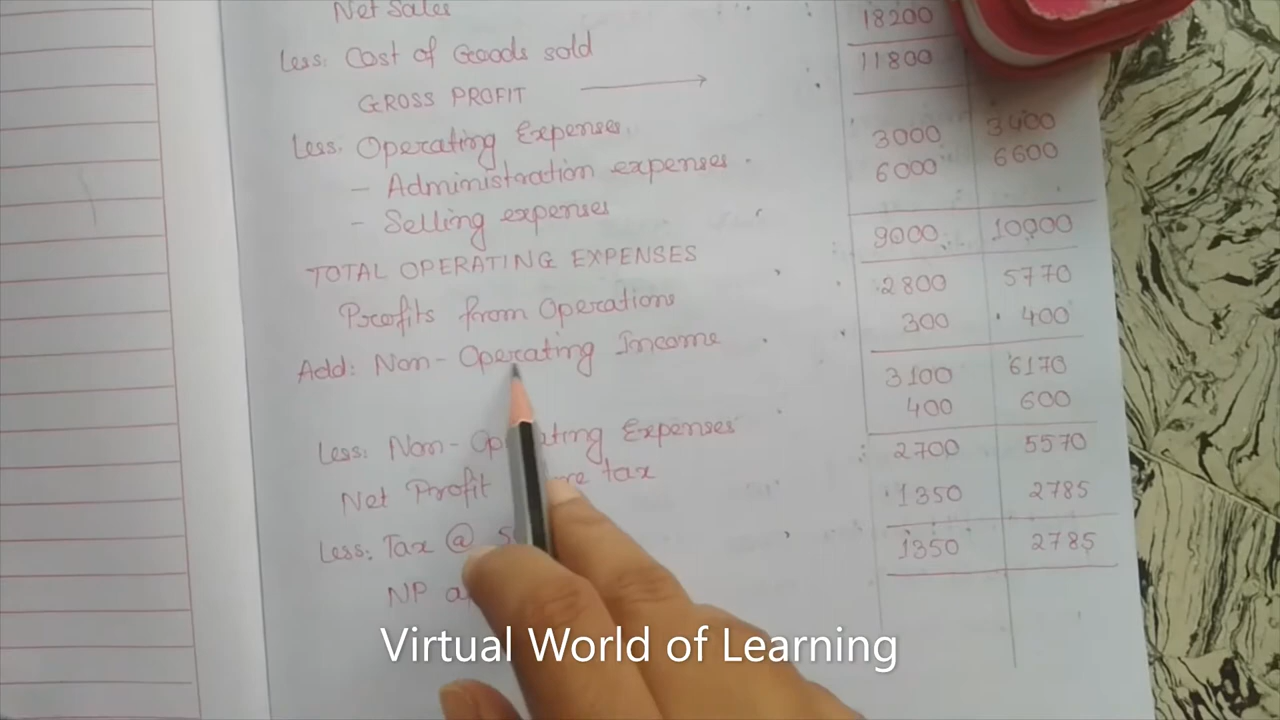 Net Sales
18200
Less: Cost of Goods sold
11800
GROSS PROFIT
Less: Operating Expenses
3000 3400
- Administration expenses
6000 6600
- Selling expenses
9000 10000
TOTAL OPERATING EXPENSES
2800 5770
Profits from Operations
300 400
Add: Non-Operating Income
3100 6170
400 600
Less: Non- Expenses
2700 5570
Net Profit tax
1350 2785
Less: Tax @
1350 2785
NP
Virtual World of Learning